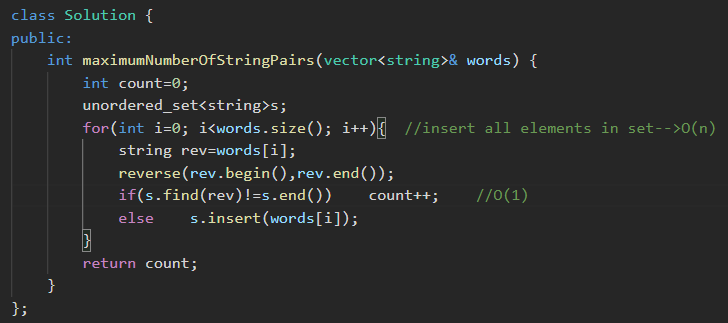 class Solution {
public:
    int maximumNumberOfStringPairs(vector<string>& words) {
        int count=0;
        unordered_set<string>s;
        for(int i=0; i<words.size(); i++){  //insert all elements in set-->O(n)
            string rev=words[i];
            reverse(rev.begin(),rev.end());
            if(s.find(rev)!=s.end())    count++;    //O(1)
            else    s.insert(words[i]);
        }
        return count;
    }
};